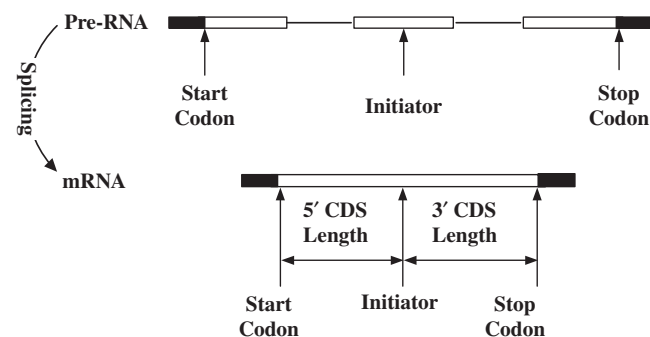 Pre-RNA
Splicing
Start
Codon
Initiator
Stop
Codon
mRNA
5′ CDS
Length
3′ CDS
Length
Start
Codon
Initiator
Stop
Codon